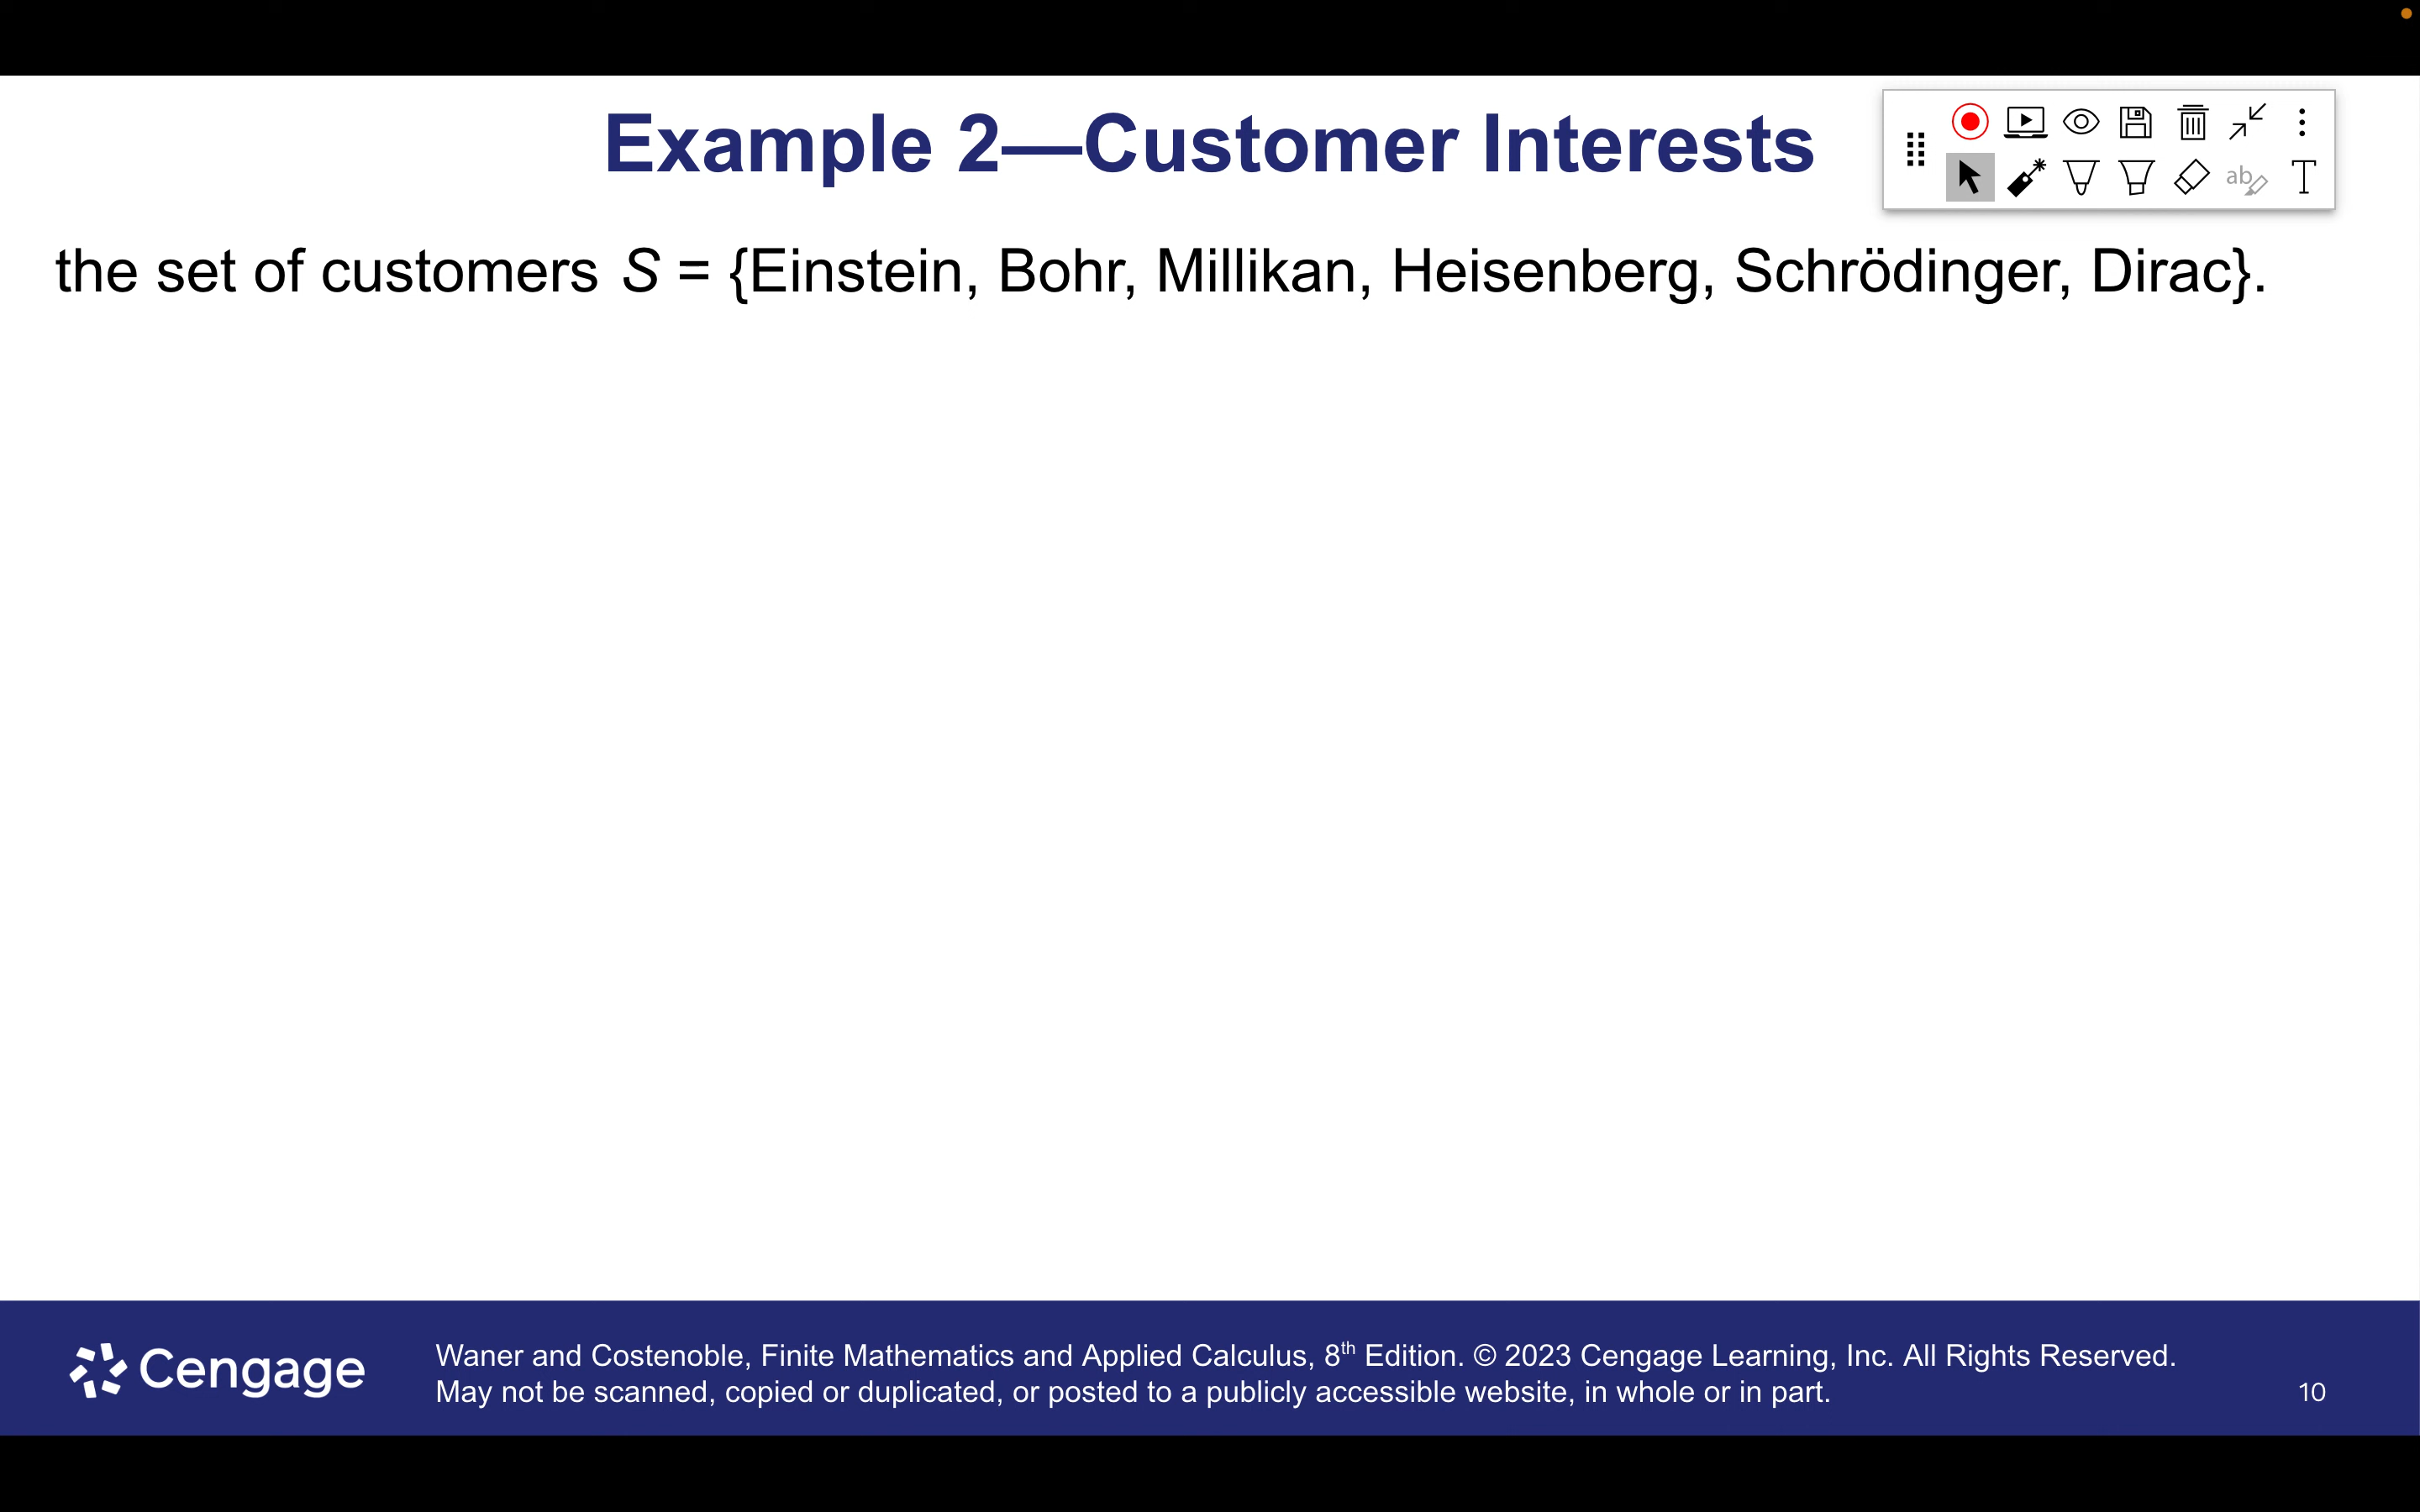 Example 2—Customer Interests
ab
T
the set of customers S = {Einstein, Bohr, Millikan, Heisenberg, Schrödinger, Dirac}.
Cengage
Waner and Costenoble, Finite Mathematics and Applied Calculus, 8th Edition. © 2023 Cengage Learning, Inc. All Rights Reserved.
May not be scanned, copied or duplicated, or posted to a publicly accessible website, in whole or in part.
10